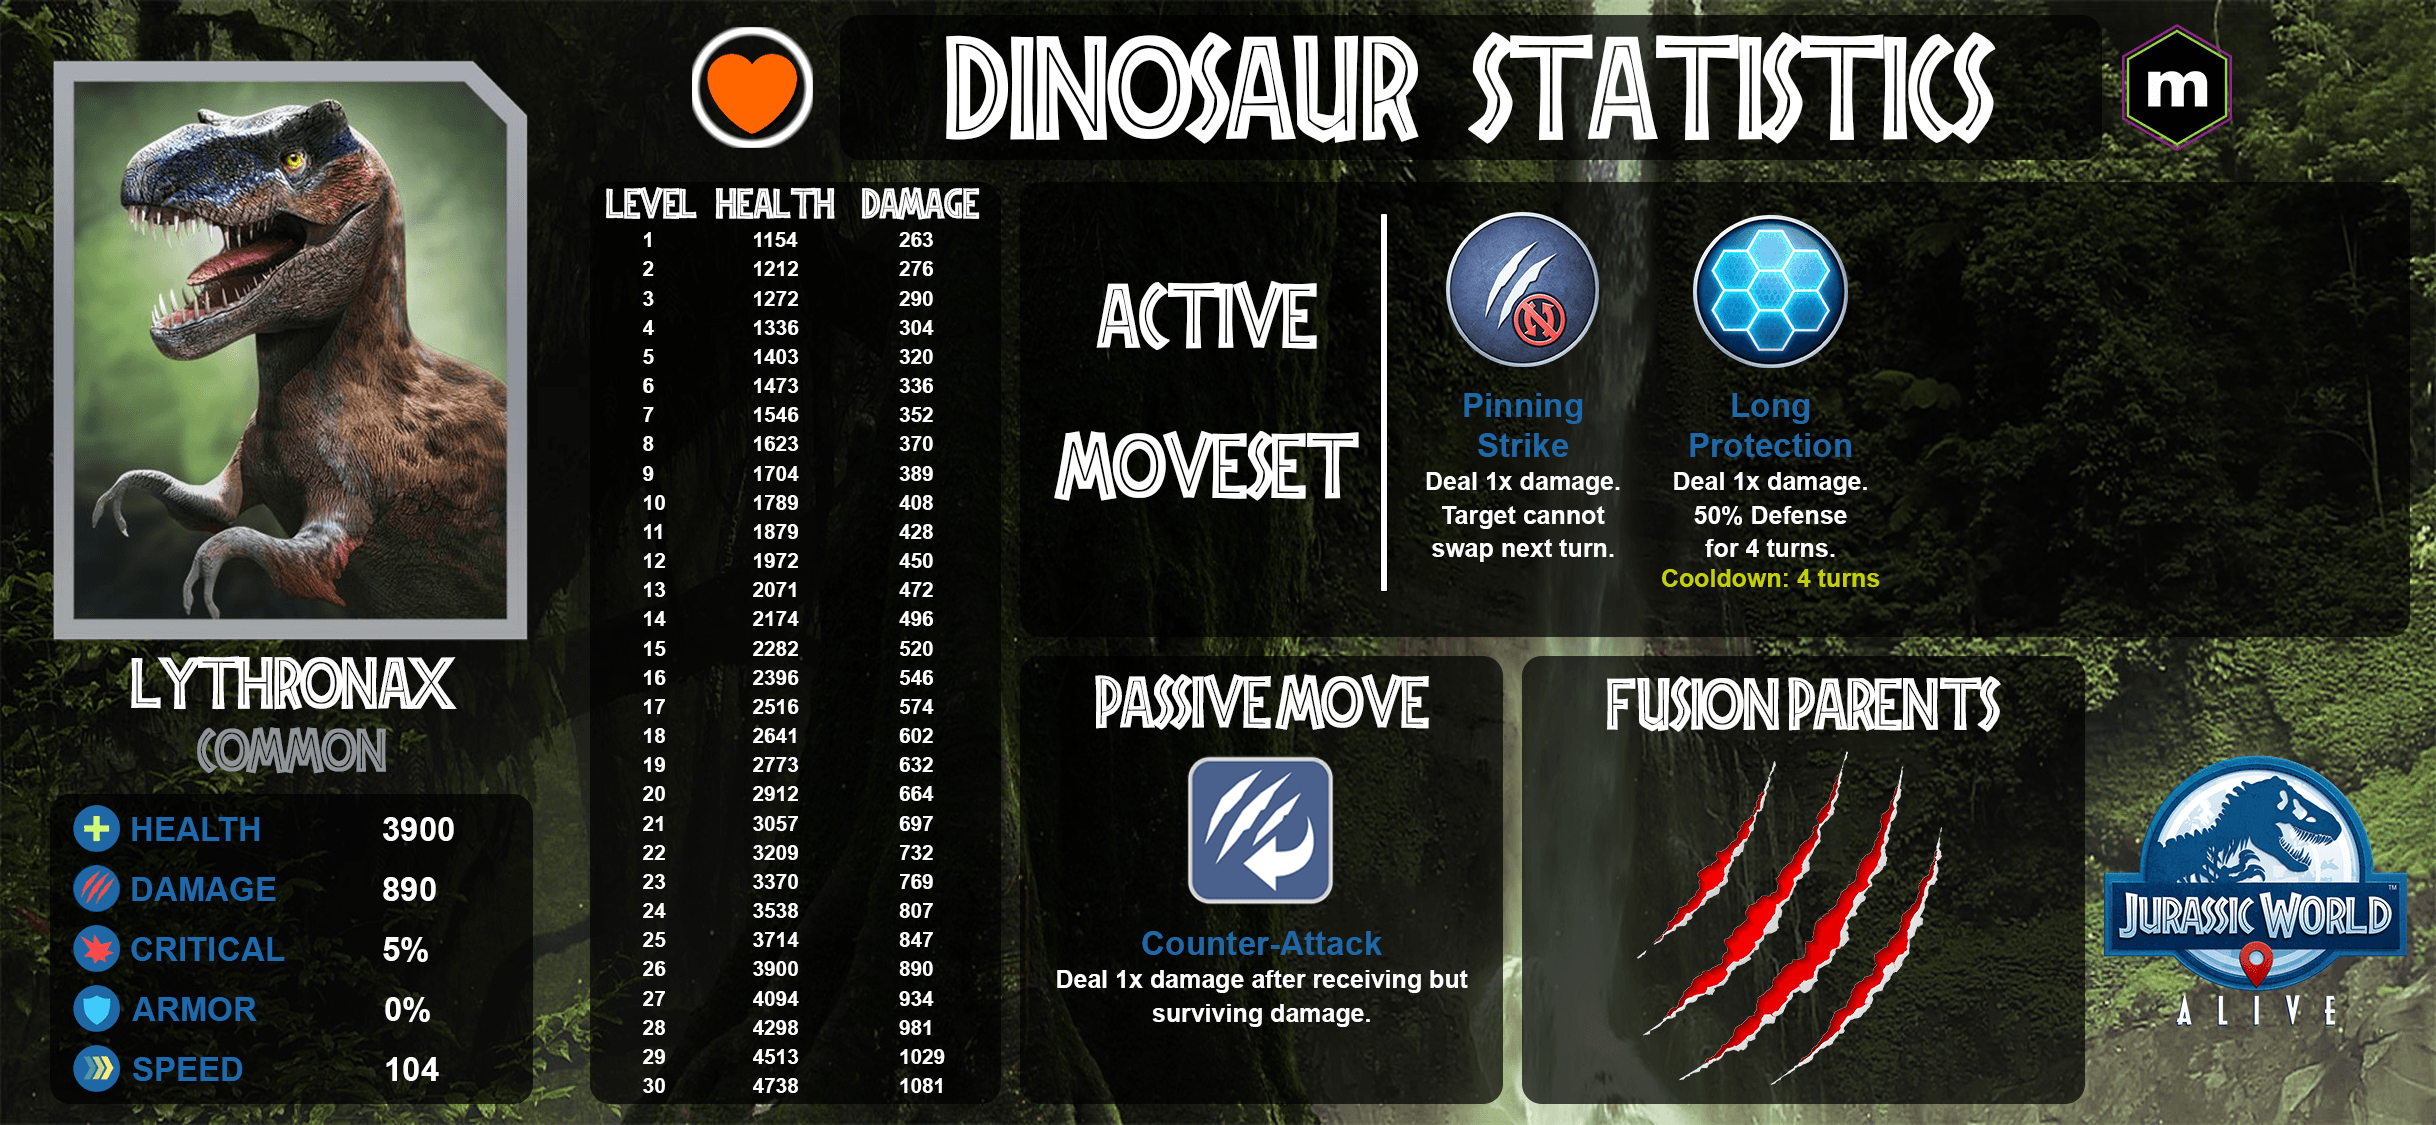 DINOSAUR STATISTICS
m
LYTHRONAX
COMMON
HEALTH 3900
DAMAGE 890
CRITICAL 5%
ARMOR 0%
SPEED 104
LEVEL HEALTH DAMAGE
1 1154 263
2 1212 276
3 1272 290
4 1336 304
5 1403 320
6 1473 336
7 1546 352
8 1623 370
9 1704 389
10 1789 408
11 1879 428
12 1972 450
13 2071 472
14 2174 496
15 2282 520
16 2396 546
17 2516 574
18 2641 602
19 2773 632
20 2912 664
21 3057 697
22 3209 732
23 3370 769
24 3538 807
25 3714 847
26 3900 890
27 4094 934
28 4298 981
29 4513 1029
30 4738 1081
ACTIVE
MOVESET
Pinning
Strike
Deal 1x damage.
Target cannot
swap next turn.
Long
Protection
Deal 1x damage.
50% Defense
for 4 turns.
Cooldown: 4 turns
PASSIVE MOVE
Counter-Attack
Deal 1x damage after receiving but
surviving damage.
FUSION PARENTS
JURASSIC WORLD™
ALIVE